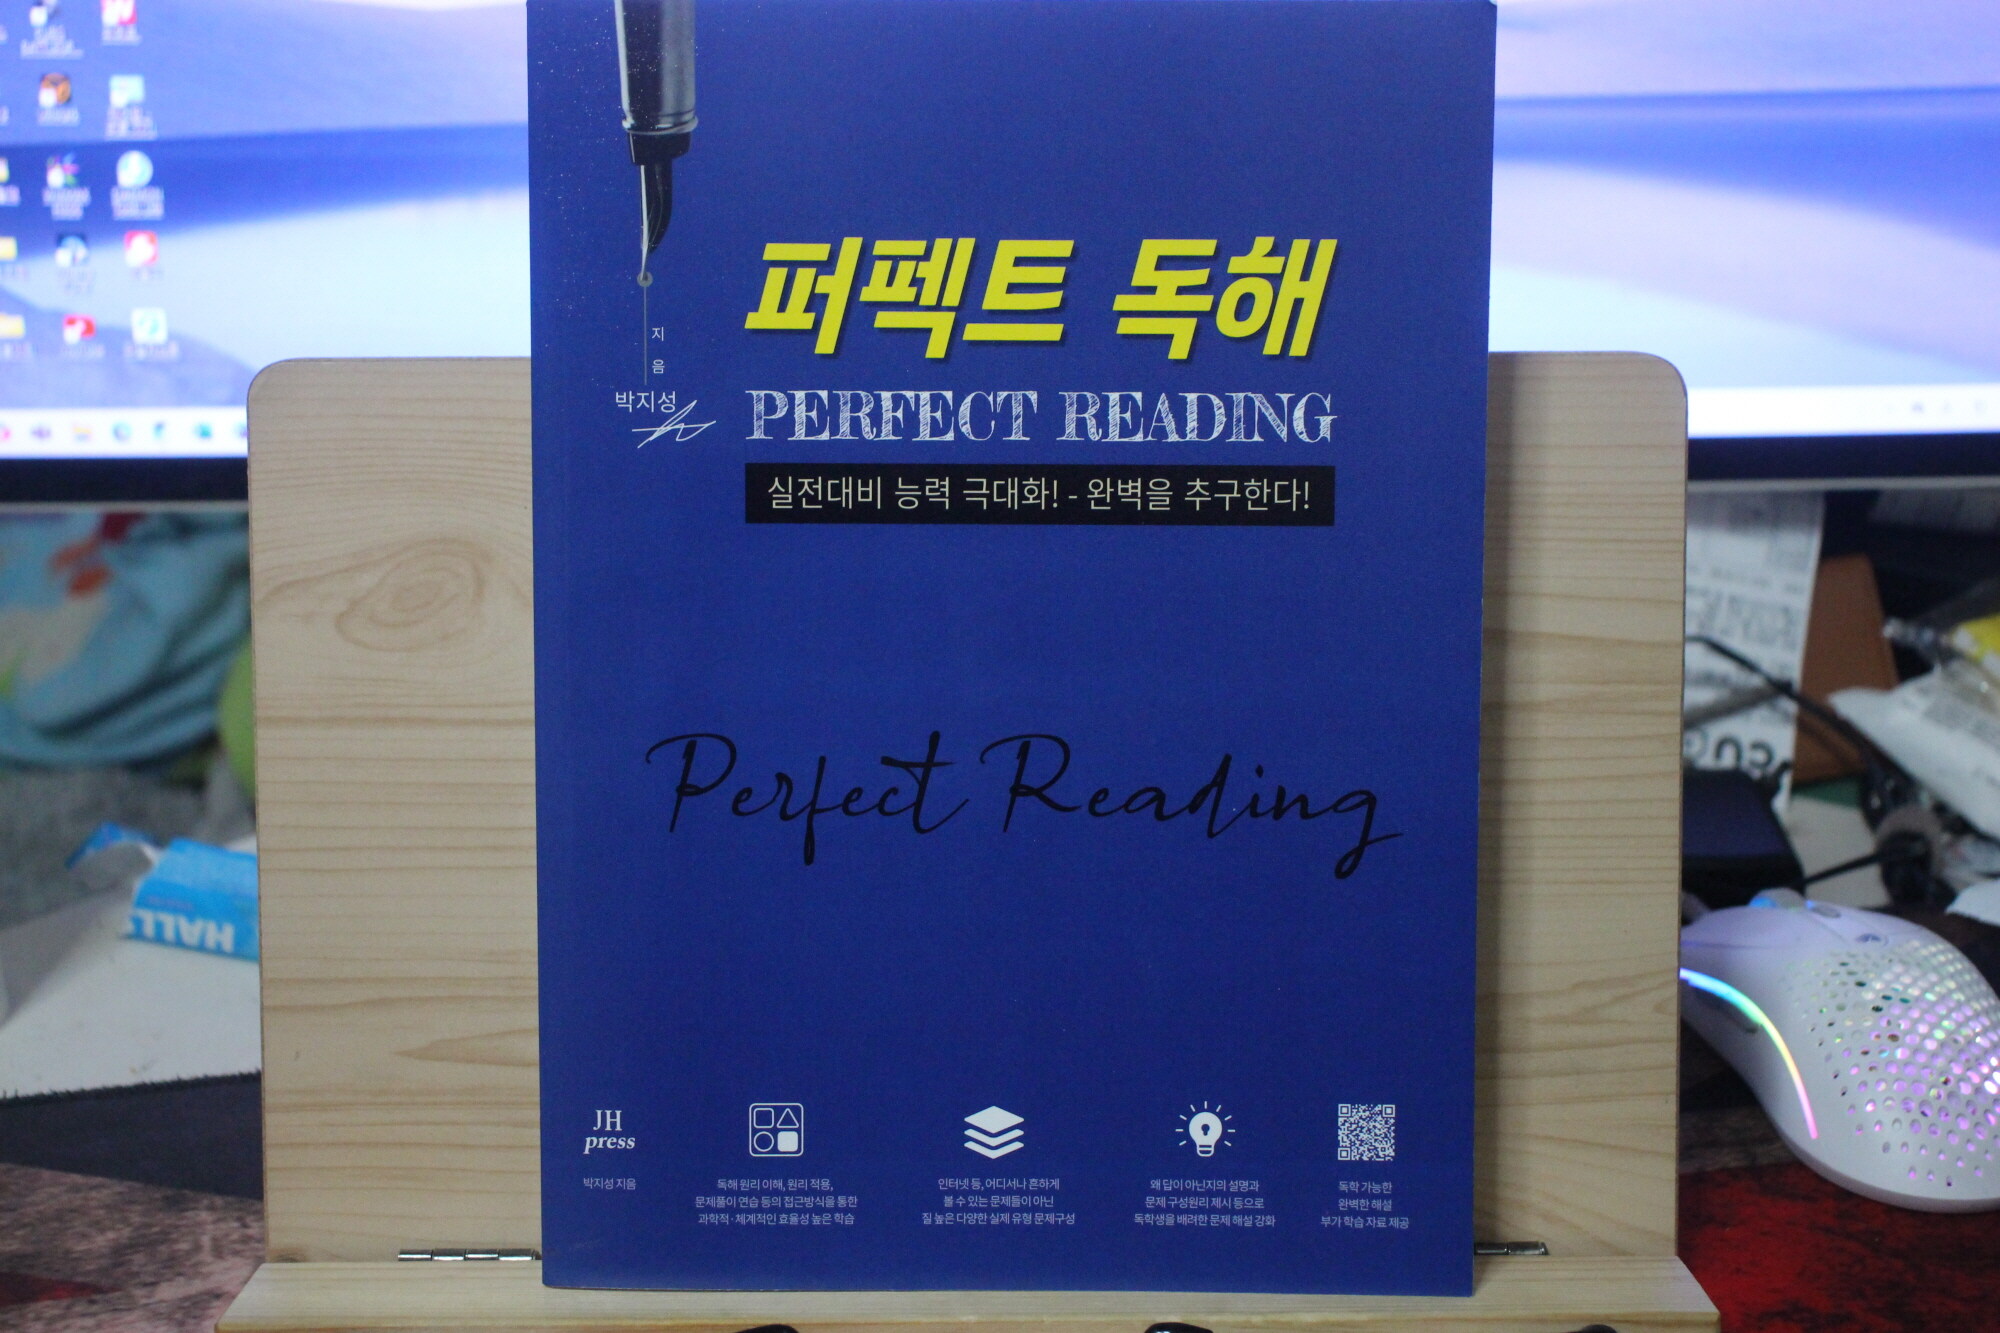 퍼펙트 독해
지음
박지성
PERFECT READING
실전대비 능력 극대화! - 완벽을 추구한다!
Perfect Reading
JH
press
박지성 지음
독해 원리 이해, 원리 적용,
문제풀이 연습 등의 접근방식을 통한
과학적·체계적인 효율성 높은 학습
인터넷 등, 어디서나 흔하게
볼 수 있는 문제들이 아닌
질 높은 다양한 실제 유형 문제구성
왜 답이 아닌지의 설명과
문제 구성원리 제시 등으로
독학생을 배려한 문제 해설 강화
독학 가능한
완벽한 해설
부가 학습 자료 제공
HALLS